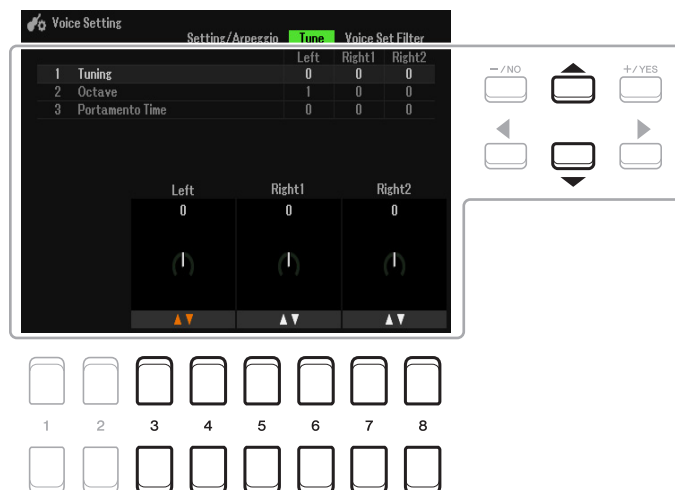 Voice Setting
Setting/Arpeggio Tune Voice Set Filter
Left Right1 Right2
1 Tuning 0 0 0
2 Octave 1 0 0
3 Portamento Time 0 0 0
Left Right1 Right2
0 0 0
−/NO +/YES
1 2 3 4 5 6 7 8